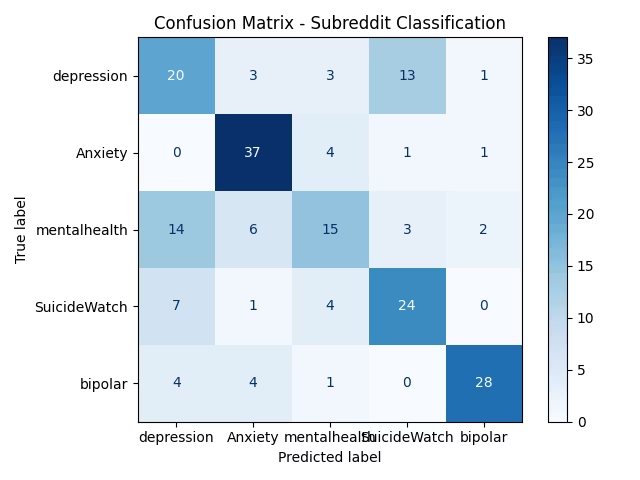 Confusion Matrix - Subreddit Classification
depression 20 3 3 13 1
Anxiety 0 37 4 1 1
mentalhealth 14 6 15 3 2
SuicideWatch 7 1 4 24 0
bipolar 4 4 1 0 28
depression Anxiety mentalhealth SuicideWatch bipolar
Predicted label
True label
35
30
25
20
15
10
5
0